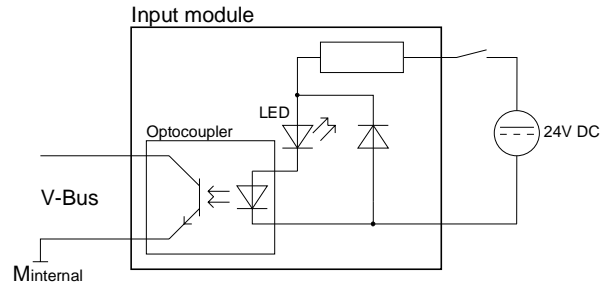 Input module
LED
Optocoupler
24V DC
V-Bus
Minternal